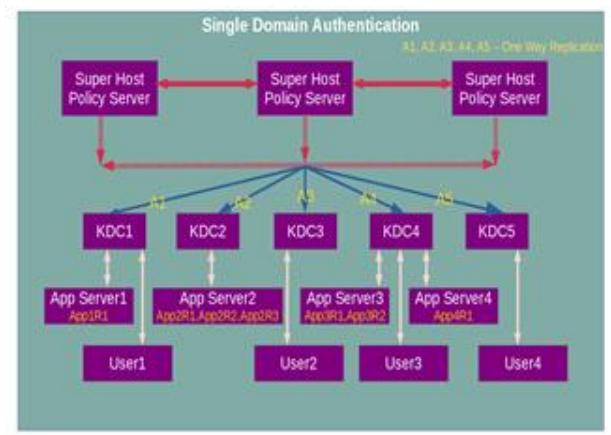 Single Domain Authentication
A1, A2, A3, A4, A5 – One Way Replication
Super Host
Policy Server
Super Host
Policy Server
Super Host
Policy Server
A1
A2
A3
A4
A5
KDC1
KDC2
KDC3
KDC4
KDC5
App Server1
App1R1
App Server2
App2R1,App2R2,App2R3
App Server3
App3R1,App3R2
App Server4
App4R1
User1
User2
User3
User4